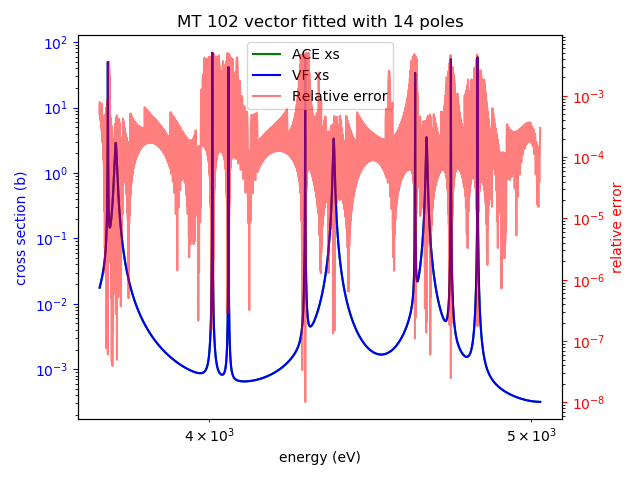 MT 102 vector fitted with 14 poles
ACE xs
VF xs
Relative error
cross section (b)
10²
10¹
10⁰
10⁻¹
10⁻²
10⁻³
relative error
10⁻³
10⁻⁴
10⁻⁵
10⁻⁶
10⁻⁷
10⁻⁸
4 × 10³
5 × 10³
energy (eV)